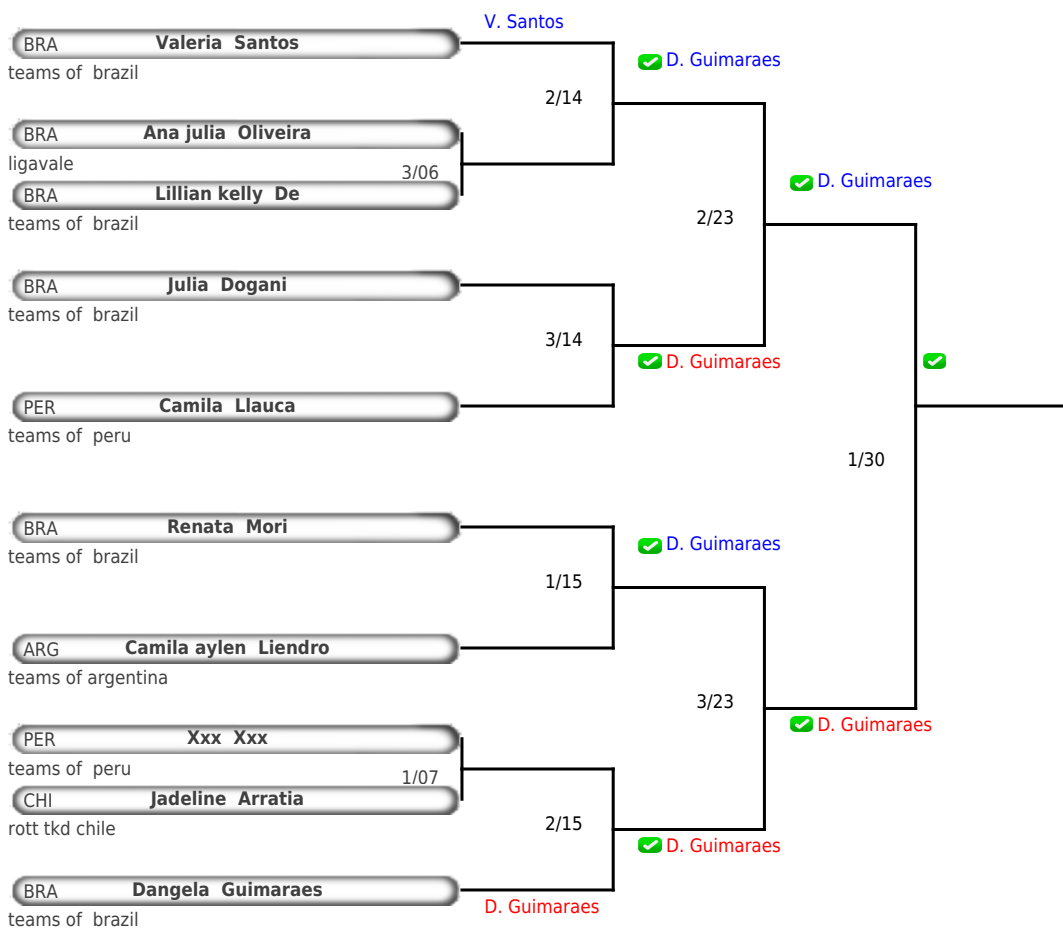 V. Santos
BRA Valeria Santos
teams of brazil
D. Guimaraes
2/14
BRA Ana julia Oliveira
ligavale
3/06
BRA Lillian kelly De
teams of brazil
D. Guimaraes
2/23
BRA Julia Dogani
teams of brazil
3/14
D. Guimaraes
PER Camila Llauca
teams of peru
1/30
BRA Renata Mori
teams of brazil
D. Guimaraes
1/15
ARG Camila aylen Liendro
teams of argentina
3/23
D. Guimaraes
PER Xxx Xxx
teams of peru
1/07
CHI Jadeline Arratia
rott tkd chile
2/15
D. Guimaraes
BRA Dangela Guimaraes
D. Guimaraes
teams of brazil